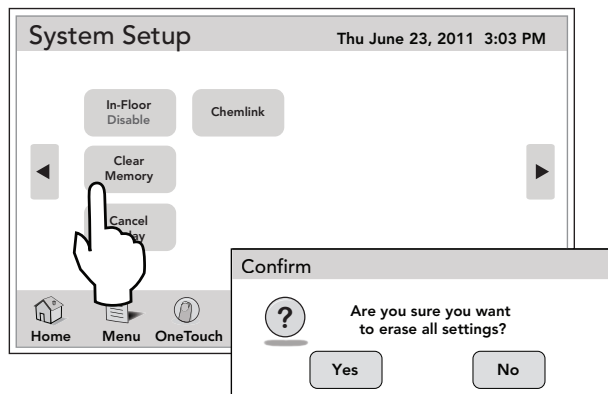 System Setup
Thu June 23, 2011 3:03 PM
In-Floor
Disable
Chemlink
Clear
Memory
Cancel
Home
Menu
OneTouch
Confirm
?
Are you sure you want
to erase all settings?
Yes
No